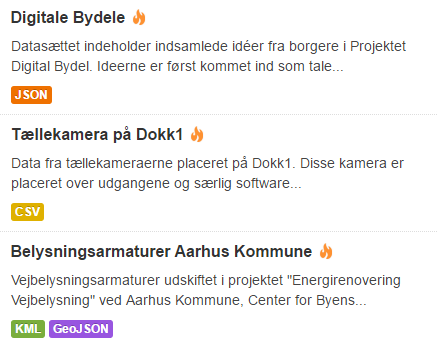 Digitale Bydele
Datasættet indeholder indsamlede idéer fra borgere i Projektet
Digital Bydel. Ideerne er først kommet ind som tale...
JSON
Tællekamera på Dokk1
Data fra tællekameraerne placeret på Dokk1. Disse kamera er
placeret over udgangene og særlig software...
CSV
Belysningsarmaturer Aarhus Kommune
Vejbelysningsarmaturer udskiftet i projektet "Energirenovering
Vejbelysning" ved Aarhus Kommune, Center for Byens...
KML GeoJSON